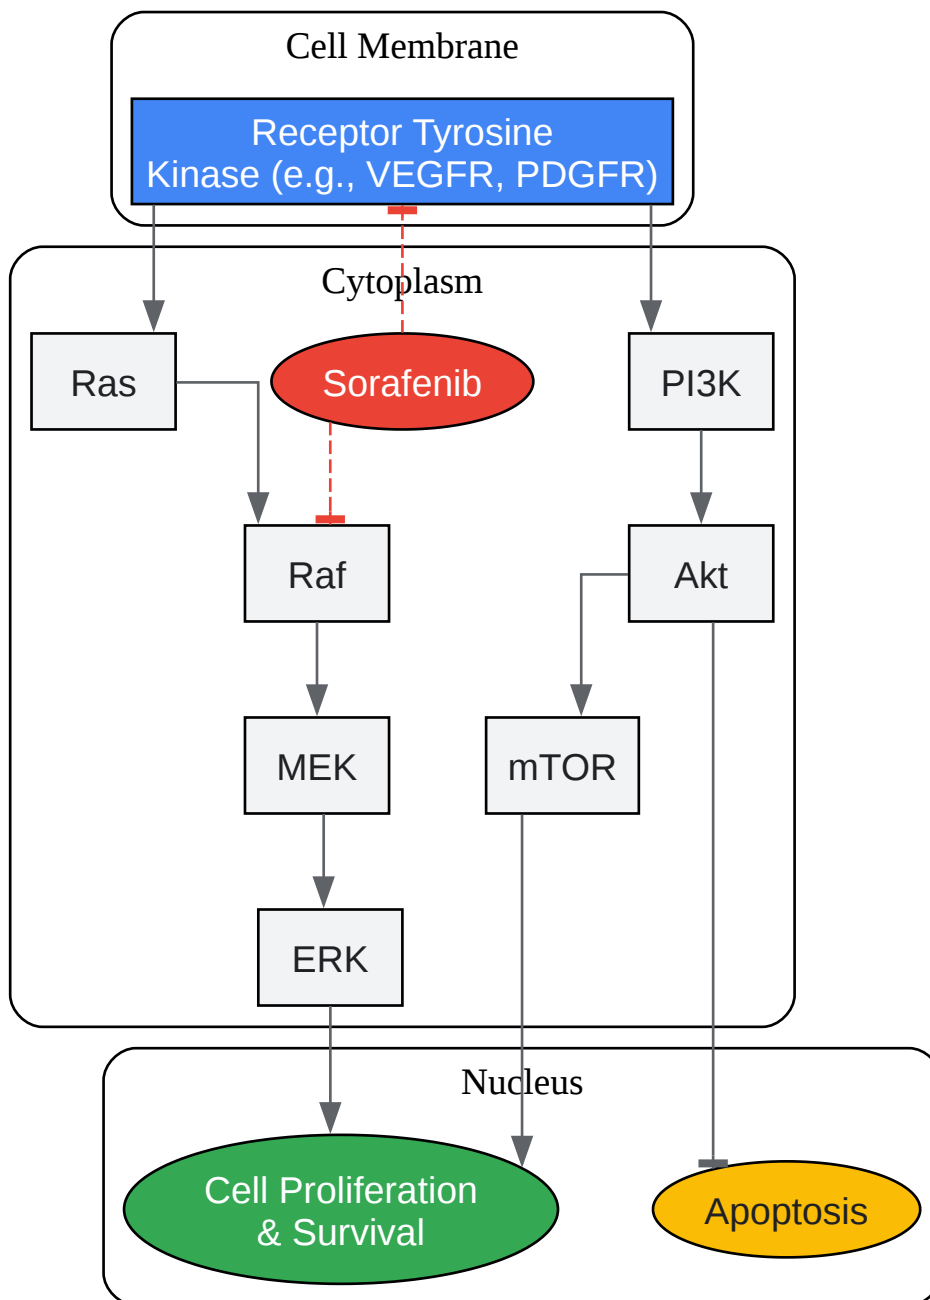 Cell Membrane
Receptor Tyrosine
Kinase (e.g., VEGFR, PDGFR)
Cytoplasm
Ras
Sorafenib
PI3K
Raf
Akt
MEK
mTOR
ERK
Nucleus
Cell Proliferation
& Survival
Apoptosis